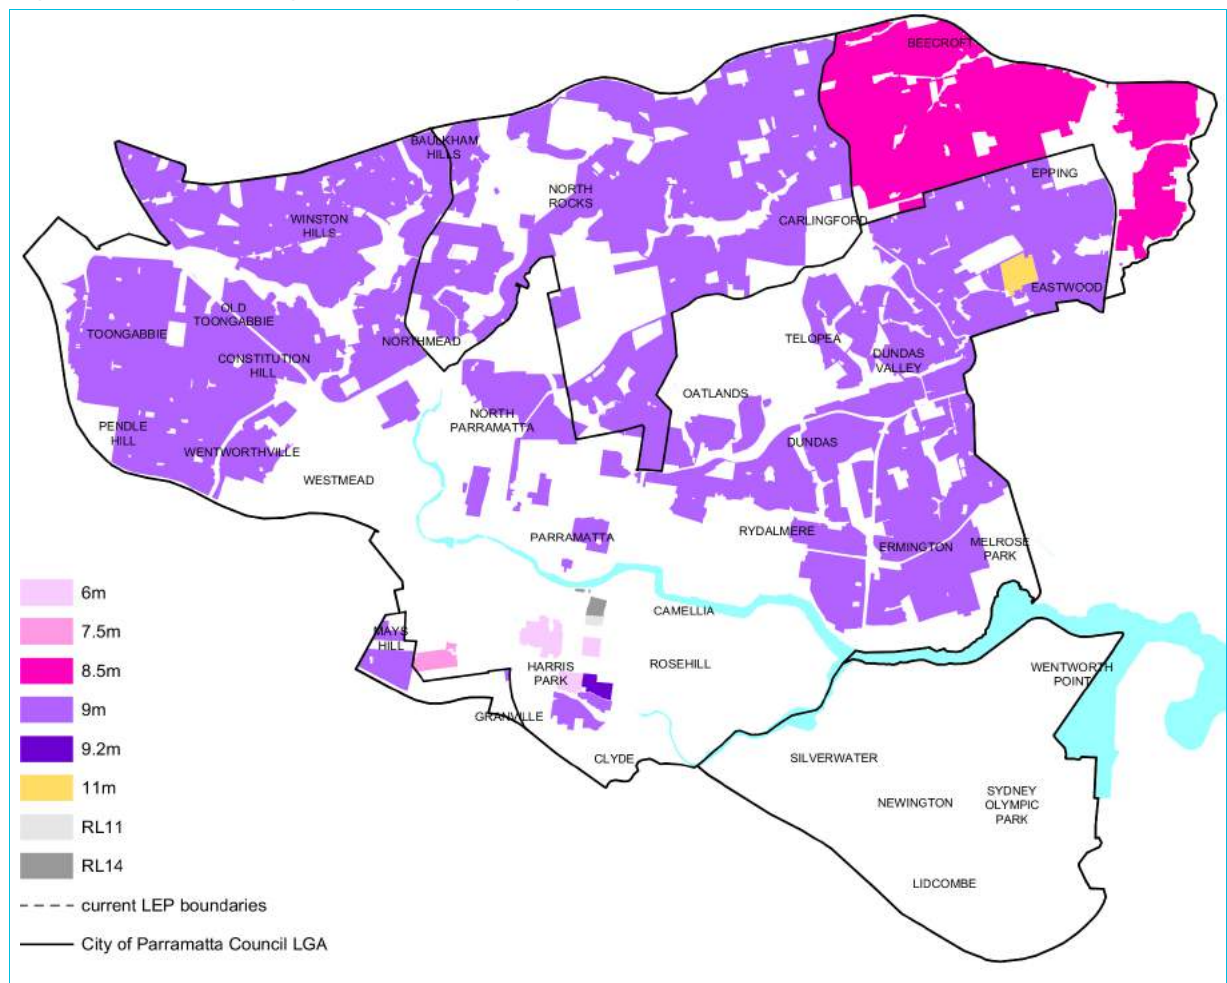 BEECROFT
BAULKHAM
HILLS
EPPING
NORTH
ROCKS
WINSTON
HILLS
CARLINGFORD
EASTWOOD
OLD
TOONGABBIE
TOONGABBIE
NORTHMEAD
TELOPEA
CONSTITUTION
HILL
DUNDAS
VALLEY
OATLANDS
NORTH
PARRAMATTA
PENDLE
HILL
DUNDAS
WENTWORTHVILLE
WESTMEAD
RYDALMERE
PARRAMATTA
ERMINGTON
MELROSE
PARK
CAMELLIA
MAYS
HILL
HARRIS
PARK
ROSEHILL
WENTWORTH
POINT
GRANVILLE
CLYDE
SILVERWATER
NEWINGTON
SYDNEY
OLYMPIC
PARK
LIDCOMBE
6m
7.5m
8.5m
9m
9.2m
11m
RL11
RL14
current LEP boundaries
City of Parramatta Council LGA